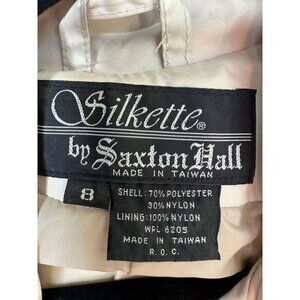 Silkette®
by Saxton Hall
MADE IN TAIWAN
8
SHELL: 70% POLYESTER
30% NYLON
LINING: 100% NYLON
WPL 6205
MADE IN TAIWAN
R.O.C.